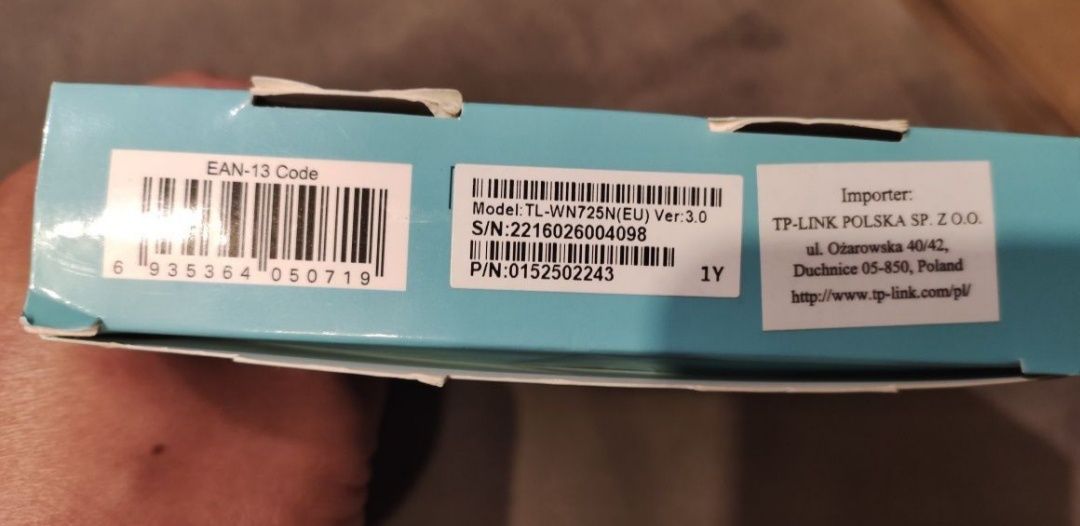 EAN-13 Code
6 935364 050719
Model:TL-WN725N(EU) Ver:3.0
S/N:2216026004098
P/N:0152502243 1Y
Importer:
TP-LINK POLSKA SP. Z O.O.
ul. Ożarowska 40/42,
Duchnice 05-850, Poland
http://www.tp-link.com/pl/